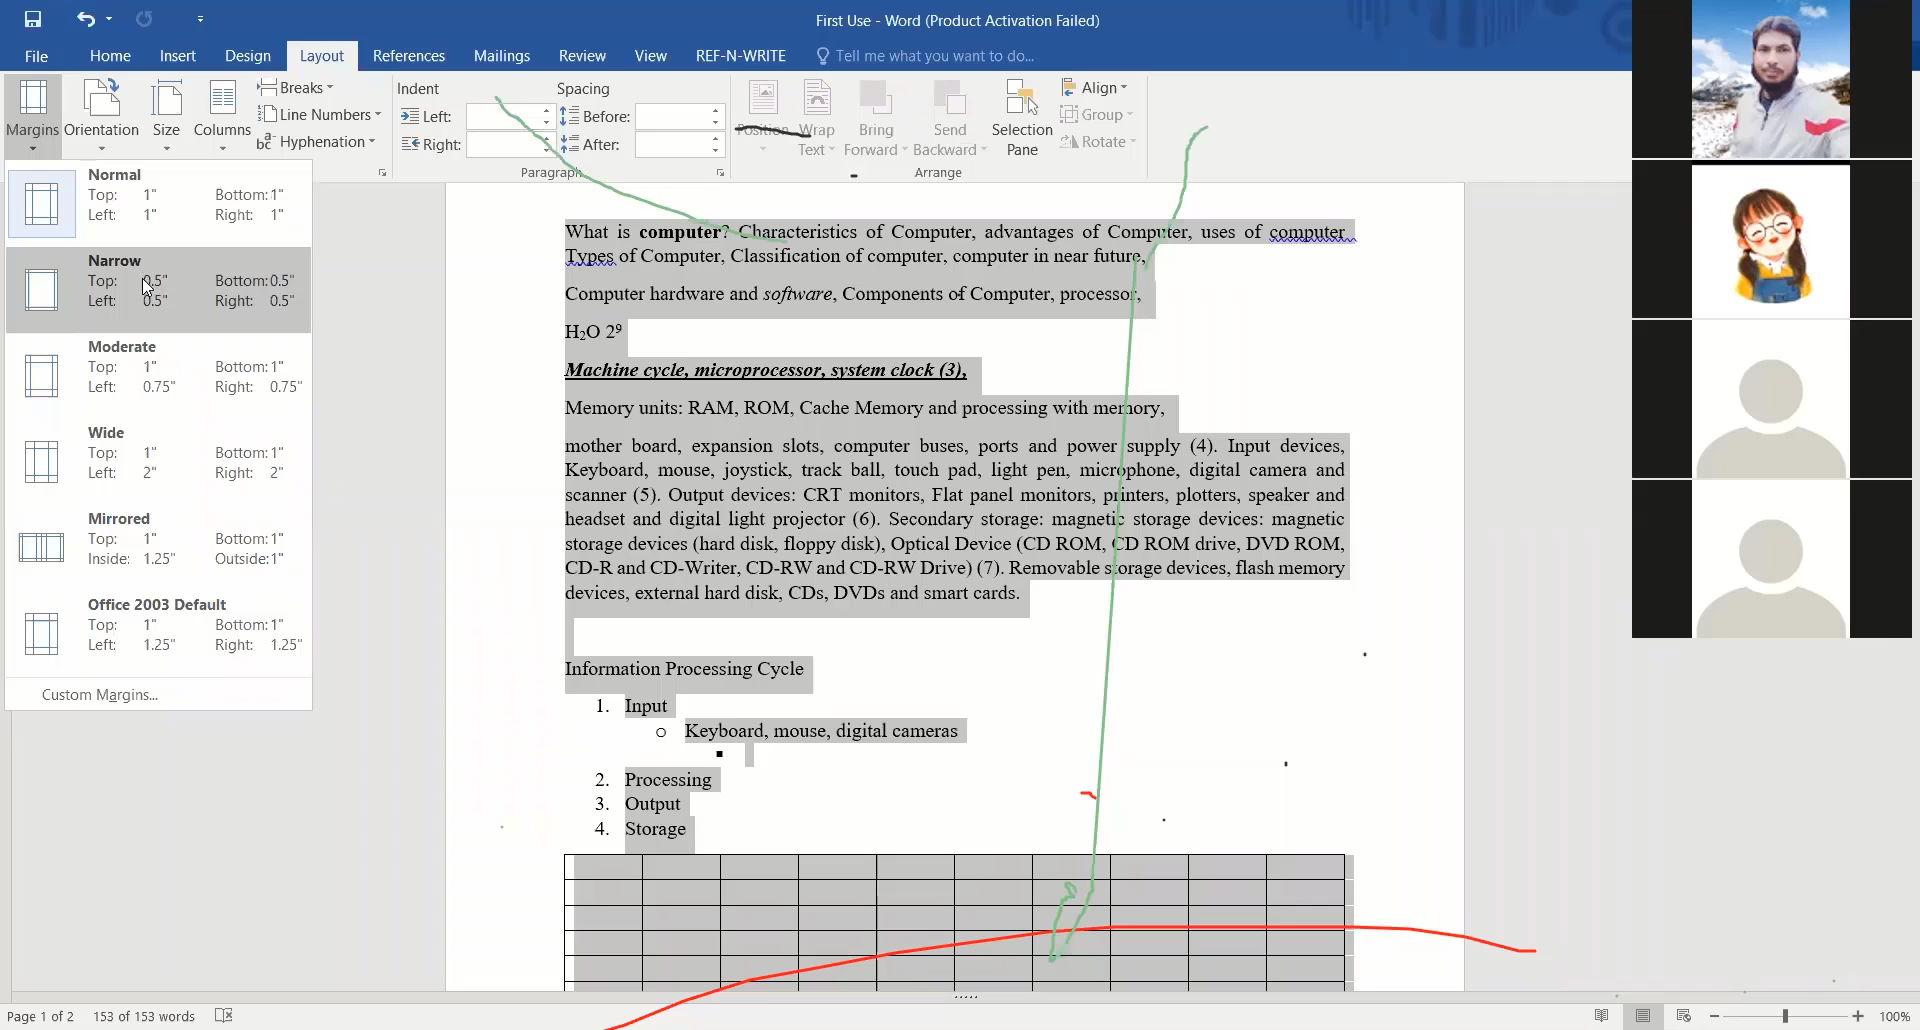 First Use - Word (Product Activation Failed)
File Home Insert Design Layout References Mailings Review View REF-N-WRITE Tell me what you want to do...
Margins
Orientation
Size
Columns
Breaks
Line Numbers
bc Hyphenation
Indent
Left:
Right:
Spacing
Before:
After:
Paragraph
Position
Wrap Text
Bring Forward
Send Backward
Selection Pane
Align
Group
Rotate
Arrange
Normal
Top: 1" Bottom: 1"
Left: 1" Right: 1"
Narrow
Top: 0.5" Bottom: 0.5"
Left: 0.5" Right: 0.5"
Moderate
Top: 1" Bottom: 1"
Left: 0.75" Right: 0.75"
Wide
Top: 1" Bottom: 1"
Left: 2" Right: 2"
Mirrored
Top: 1" Bottom: 1"
Inside: 1.25" Outside: 1"
Office 2003 Default
Top: 1" Bottom: 1"
Left: 1.25" Right: 1.25"
Custom Margins...
What is computer? Characteristics of Computer, advantages of Computer, uses of computer
Types of Computer, Classification of computer, computer in near future,
Computer hardware and software, Components of Computer, processor,
H₂O 2⁹
Machine cycle, microprocessor, system clock (3),
Memory units: RAM, ROM, Cache Memory and processing with memory,
mother board, expansion slots, computer buses, ports and power supply (4). Input devices,
Keyboard, mouse, joystick, track ball, touch pad, light pen, microphone, digital camera and
scanner (5). Output devices: CRT monitors, Flat panel monitors, printers, plotters, speaker and
headset and digital light projector (6). Secondary storage: magnetic storage devices: magnetic
storage devices (hard disk, floppy disk), Optical Device (CD ROM, CD ROM drive, DVD ROM,
CD-R and CD-Writer, CD-RW and CD-RW Drive) (7). Removable storage devices, flash memory
devices, external hard disk, CDs, DVDs and smart cards.
Information Processing Cycle
1. Input
o Keyboard, mouse, digital cameras
▪
2. Processing
3. Output
4. Storage
Page 1 of 2 153 of 153 words 100%